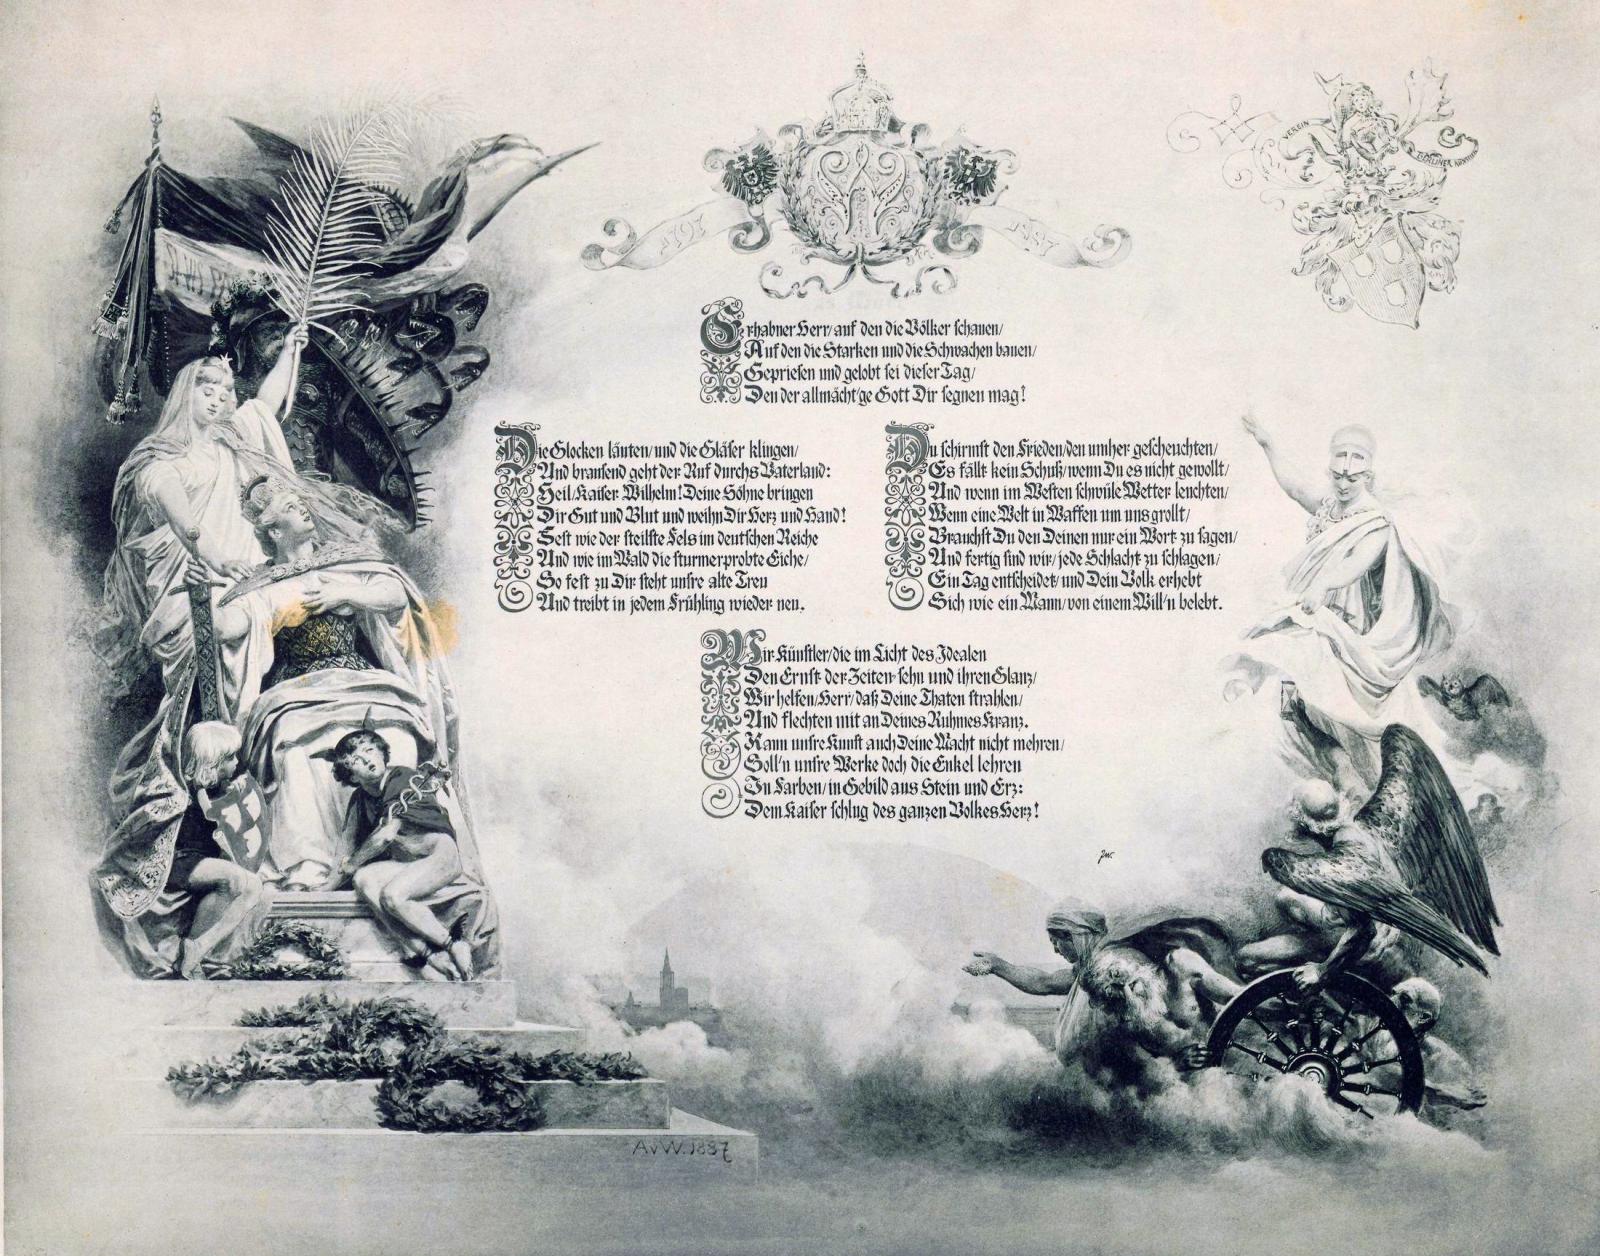 1797
1887
VEREIN
BERLINER
Erhabner Herr/ auf den die Völker schauen/
Auf den die Starken und die Schwachen bauen/
Gepriesen und gelobt sei dieser Tag/
Den der allmächt'ge Gott Dir segnen mag!
Die Glocken läuten/ und die Gläser klingen/
Und brausend geht der Ruf durchs Vaterland:
Heil/ Kaiser Wilhelm! Deine Söhne bringen
Dir Gut und Blut und weihn Dir Herz und Hand!
Fest wie der steilste Fels im deutschen Reiche
Und wie im Wald die sturmerprobte Eiche/
So fest zu Dir steht unsre alte Treu
Und treibt in jedem Frühling wieder neu.
Du schirmst den Frieden/ den umher gescheuchten/
Es fällt kein Schuß/ wenn Du es nicht gewollt/
Und wenn im Westen schwüle Wetter leuchten/
Wenn eine Welt in Waffen um uns grollt/
Brauchst Du den Deinen nur ein Wort zu sagen/
Und fertig sind wir/ jede Schlacht zu schlagen/
Ein Tag entscheidet/ und Dein Volk erhebt
Sich wie ein Mann/ von einem Will'n belebt.
Wir Künstler/ die im Licht des Idealen
Den Ernst der Zeiten sehn und ihren Glanz/
Wir helfen/ Herr/ daß Deine Thaten strahlen/
Und flechten mit an Deines Ruhmes Kranz.
Kann unsre Kunst auch Deine Macht nicht mehren/
Soll'n unsre Werke doch die Enkel lehren
In Farben/ in Gebild aus Stein und Erz:
Dem Kaiser schlug des ganzen Volkes Herz!
AvW. 1887